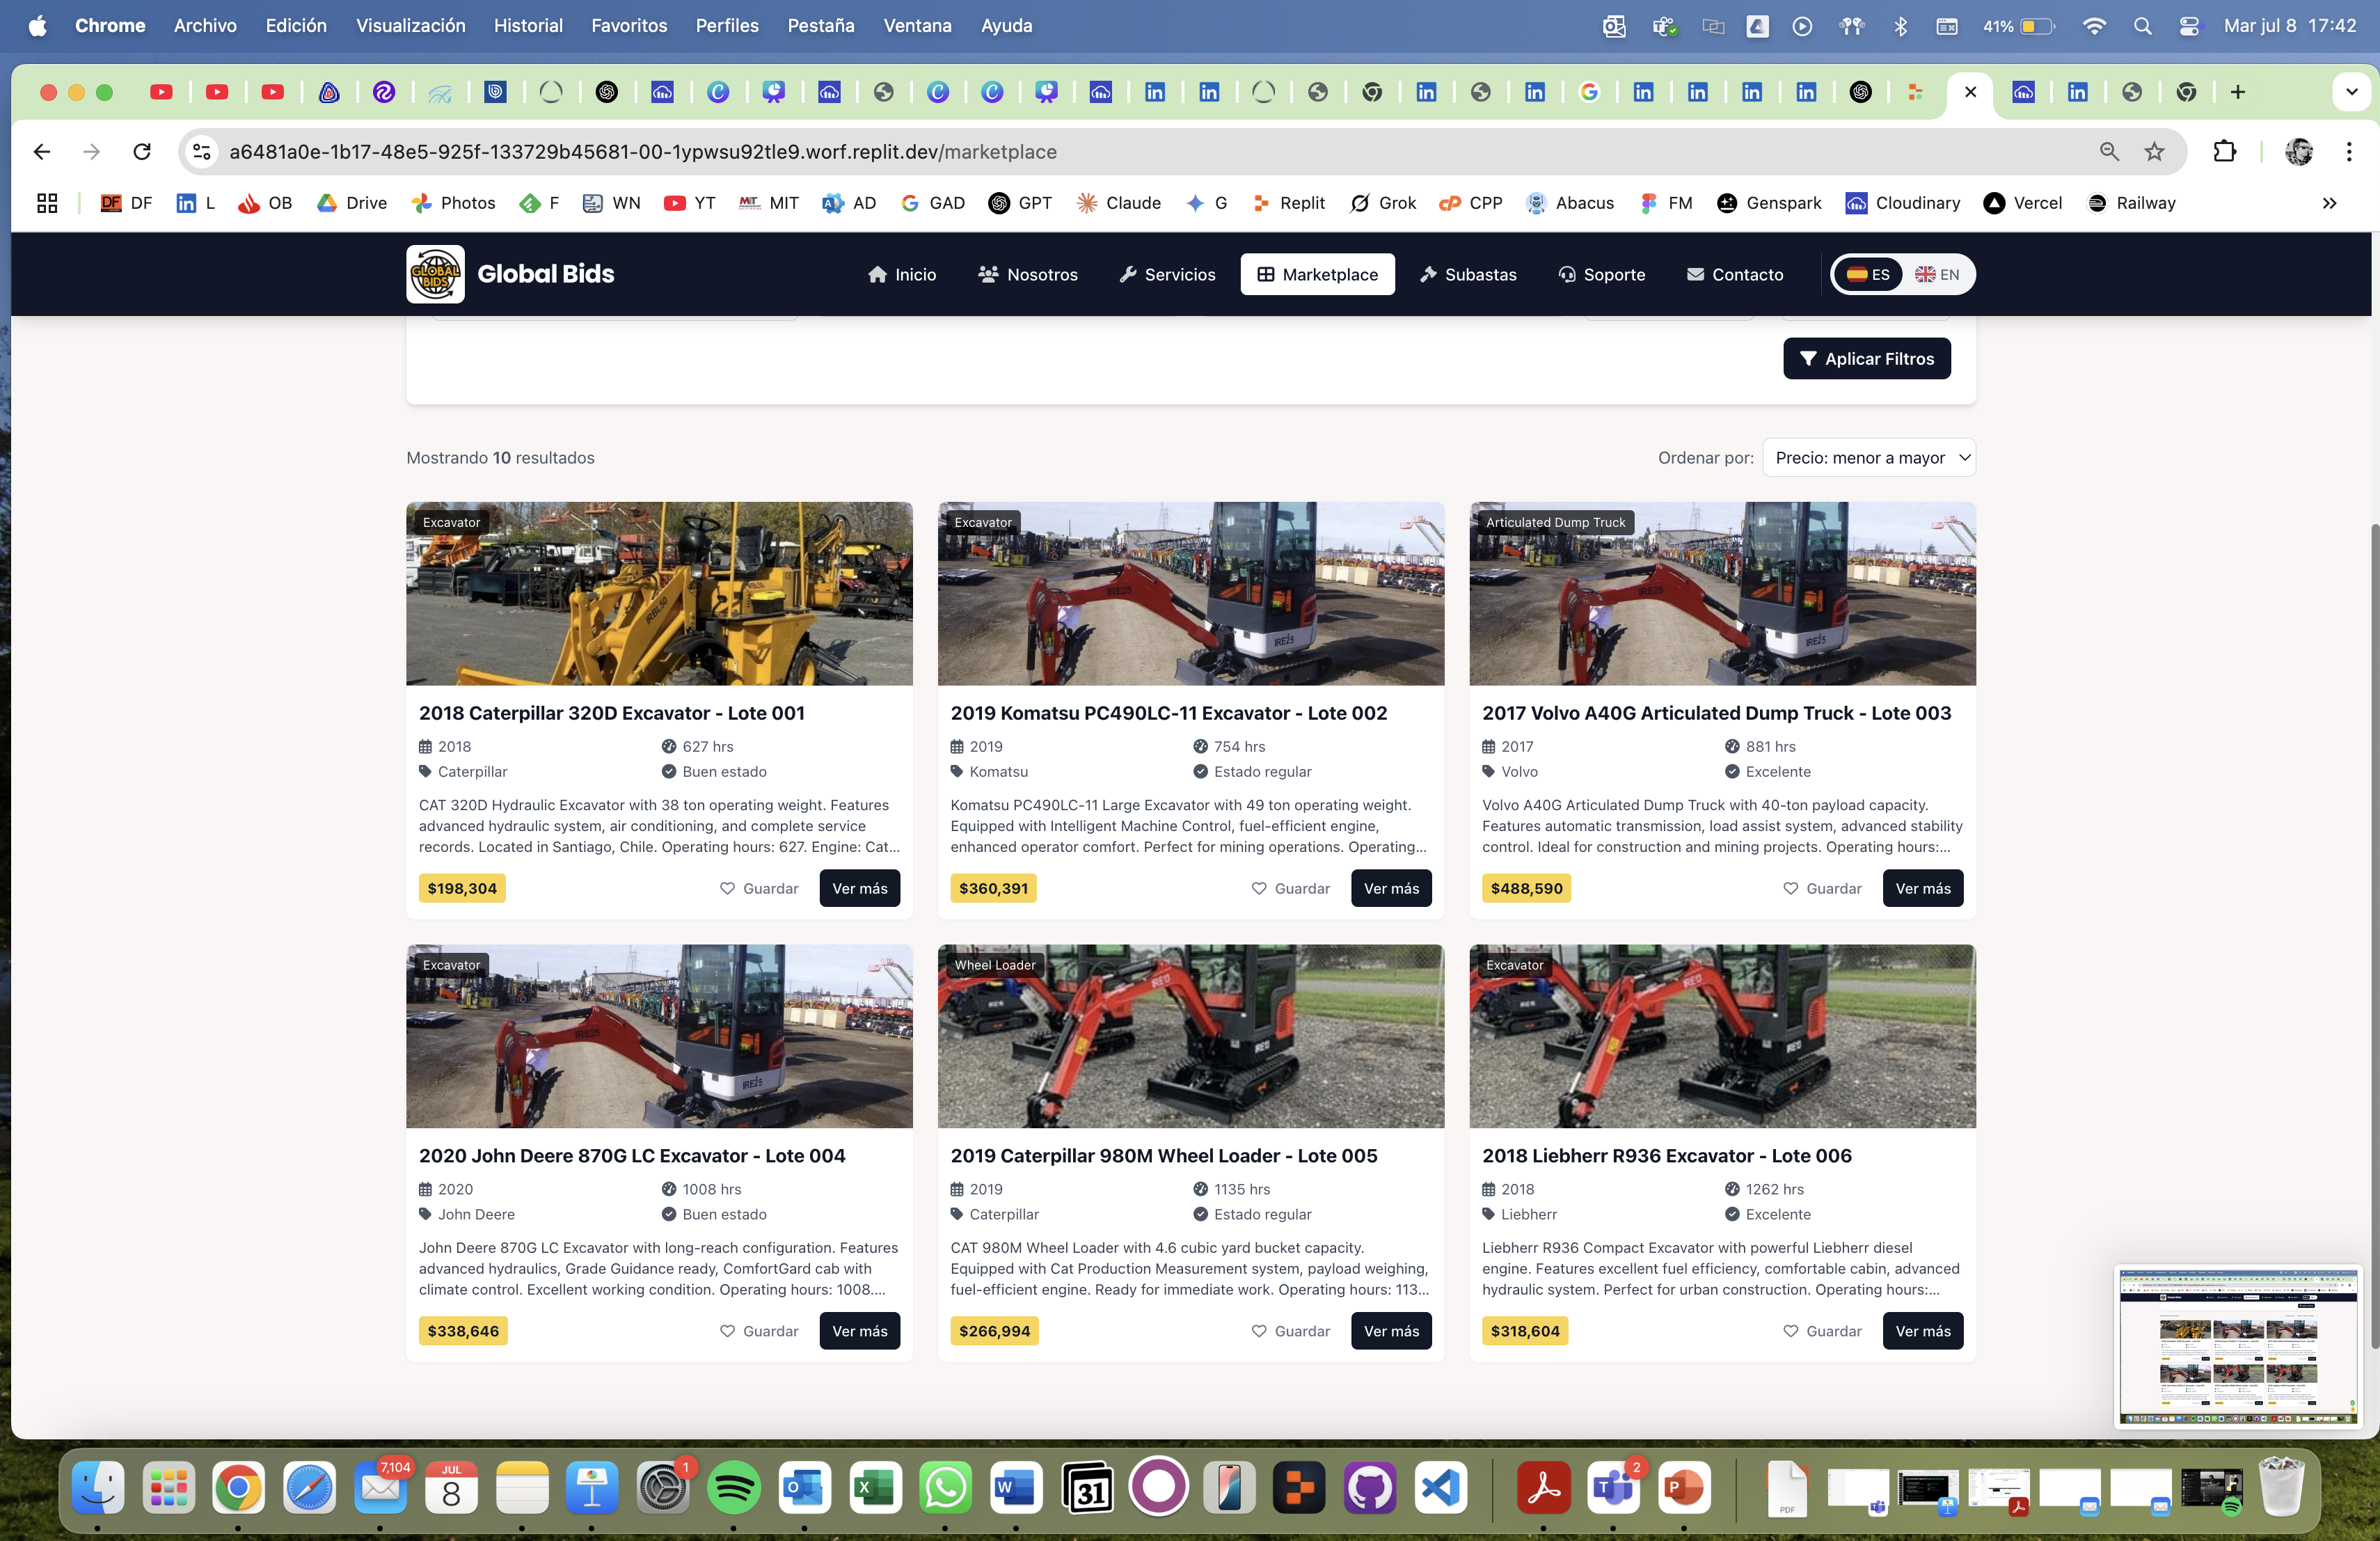 Chrome Archivo Edición Visualización Historial Favoritos Perfiles Pestaña Ventana Ayuda 41% Mar jul 8 17:42
a6481a0e-1b17-48e5-925f-133729b45681-00-1ypwsu92tle9.worf.replit.dev/marketplace
DF L OB Drive Photos F WN YT MIT AD GAD GPT Claude G Replit Grok CPP Abacus FM Genspark Cloudinary Vercel Railway
GLOBAL BIDS Global Bids Inicio Nosotros Servicios Marketplace Subastas Soporte Contacto ES EN
Aplicar Filtros
Mostrando 10 resultados Ordenar por: Precio: menor a mayor
Excavator
IRBL50
2018 Caterpillar 320D Excavator - Lote 001
2018 627 hrs
Caterpillar Buen estado
CAT 320D Hydraulic Excavator with 38 ton operating weight. Features
advanced hydraulic system, air conditioning, and complete service
records. Located in Santiago, Chile. Operating hours: 627. Engine: Cat...
$198,304 Guardar Ver más
Excavator
IRE25
IRE25
2019 Komatsu PC490LC-11 Excavator - Lote 002
2019 754 hrs
Komatsu Estado regular
Komatsu PC490LC-11 Large Excavator with 49 ton operating weight.
Equipped with Intelligent Machine Control, fuel-efficient engine,
enhanced operator comfort. Perfect for mining operations. Operating...
$360,391 Guardar Ver más
Articulated Dump Truck
IRE25
IRE25
2017 Volvo A40G Articulated Dump Truck - Lote 003
2017 881 hrs
Volvo Excelente
Volvo A40G Articulated Dump Truck with 40-ton payload capacity.
Features automatic transmission, load assist system, advanced stability
control. Ideal for construction and mining projects. Operating hours:...
$488,590 Guardar Ver más
Excavator
IRE25
IRE25
2020 John Deere 870G LC Excavator - Lote 004
2020 1008 hrs
John Deere Buen estado
John Deere 870G LC Excavator with long-reach configuration. Features
advanced hydraulics, Grade Guidance ready, ComfortGard cab with
climate control. Excellent working condition. Operating hours: 1008....
$338,646 Guardar Ver más
Wheel Loader
2019 Caterpillar 980M Wheel Loader - Lote 005
2019 1135 hrs
Caterpillar Estado regular
CAT 980M Wheel Loader with 4.6 cubic yard bucket capacity.
Equipped with Cat Production Measurement system, payload weighing,
fuel-efficient engine. Ready for immediate work. Operating hours: 113...
$266,994 Guardar Ver más
Excavator
2018 Liebherr R936 Excavator - Lote 006
2018 1262 hrs
Liebherr Excelente
Liebherr R936 Compact Excavator with powerful Liebherr diesel
engine. Features excellent fuel efficiency, comfortable cabin, advanced
hydraulic system. Perfect for urban construction. Operating hours:...
$318,604 Guardar Ver más
7,104 JUL 8 1 31 2 PDF